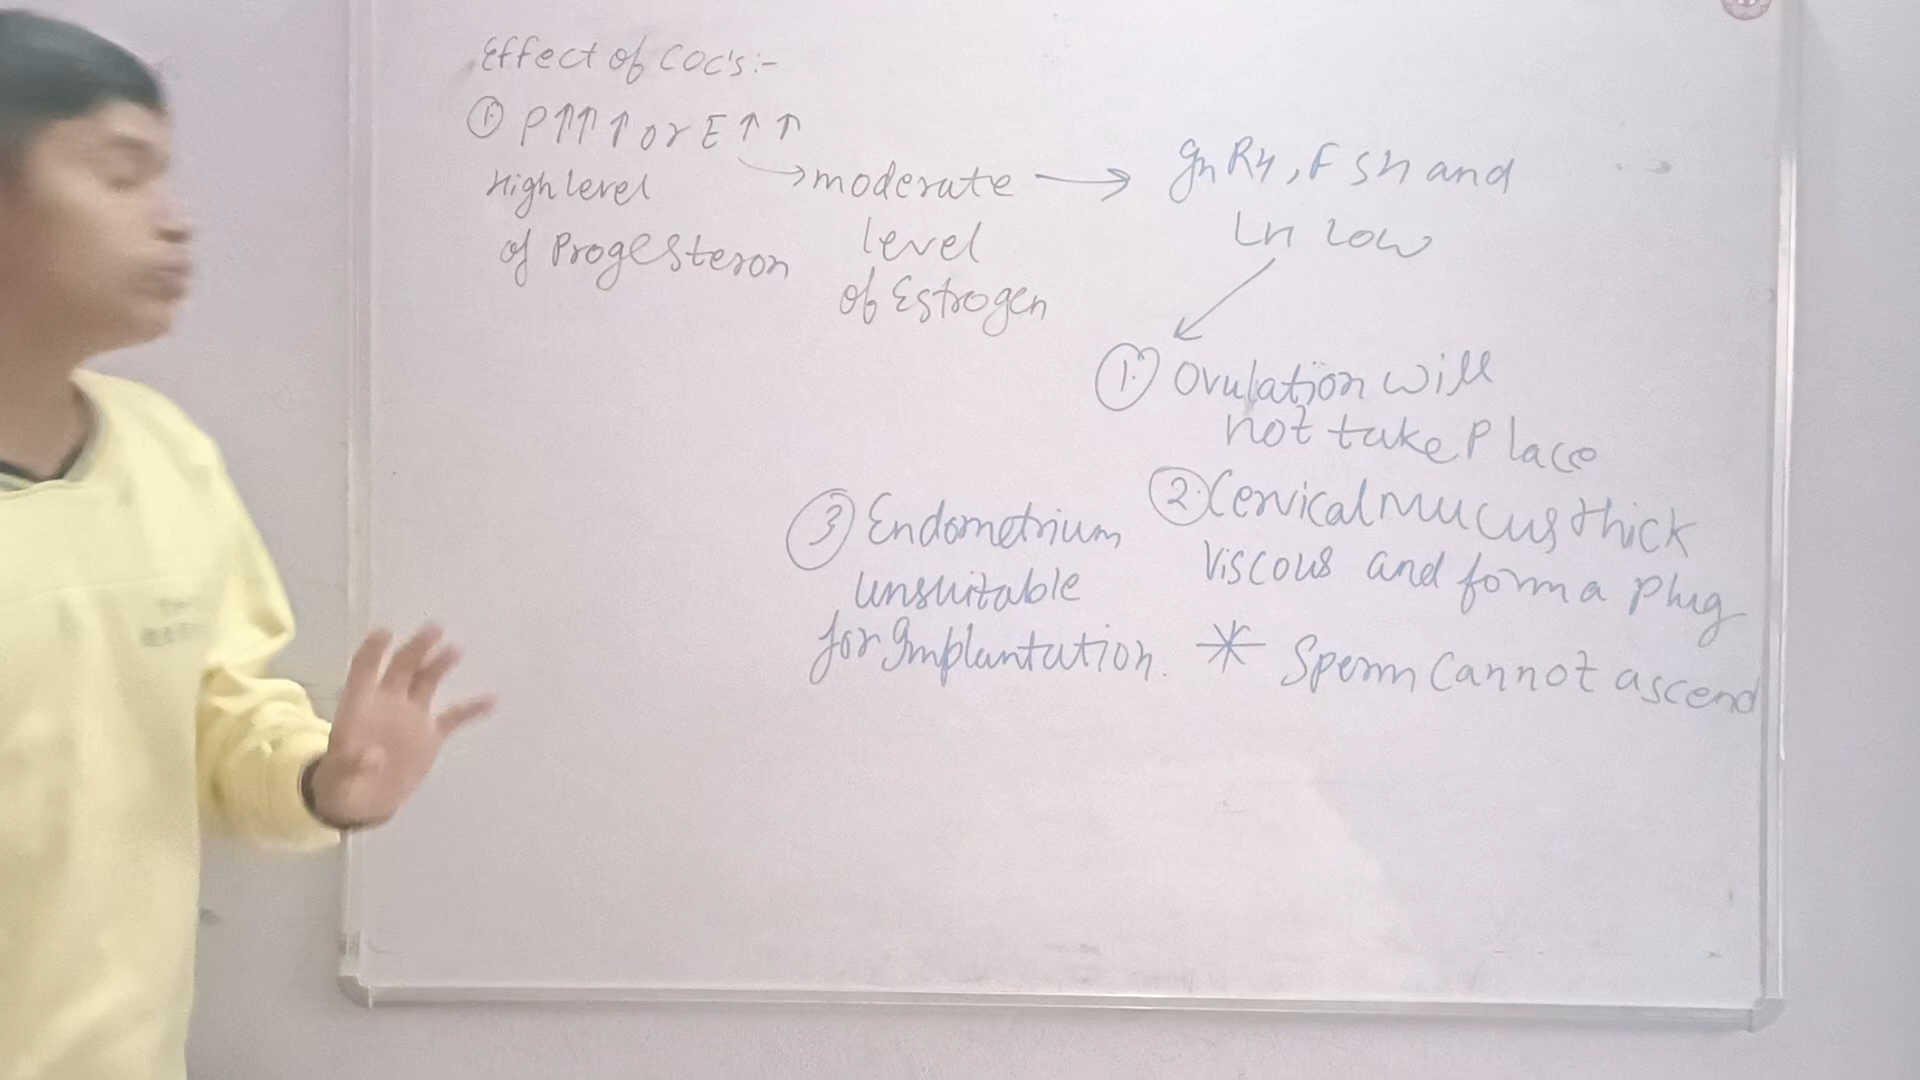 Effect of COC's:-
① P↑↑↑ or E↑↑
High level
of Progesteron
→ moderate
level
of Estrogen
→ GnRH, FSH and
LH Low
①. Ovulation will
not take Place
②. Cervical Mucus thick
Viscous and form a Plug
* Sperm Cannot ascend
③ Endometrium
unsuitable
for Implantation.